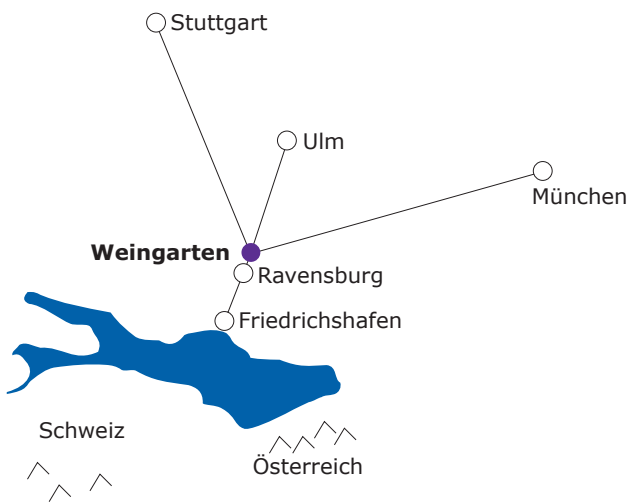 Stuttgart
Ulm
München
Weingarten
Ravensburg
Friedrichshafen
Schweiz
Österreich